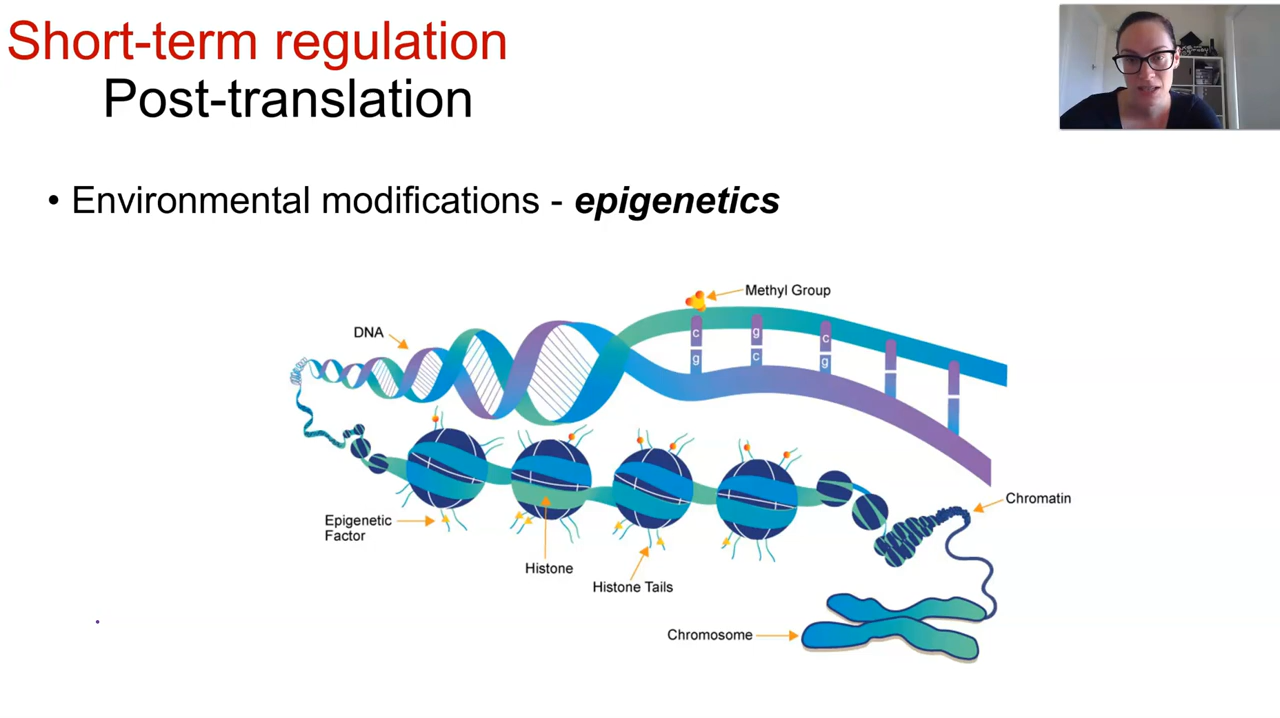 Short-term regulation
Post-translation
• Environmental modifications - epigenetics
Methyl Group
DNA
c
g
c
g
c
g
Chromatin
Epigenetic
Factor
Histone
Histone Tails
Chromosome